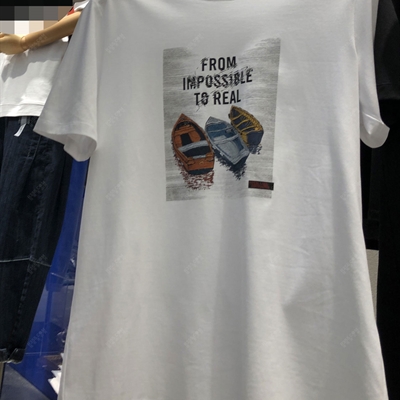 FROM
IMPOSSIBLE
TO REAL